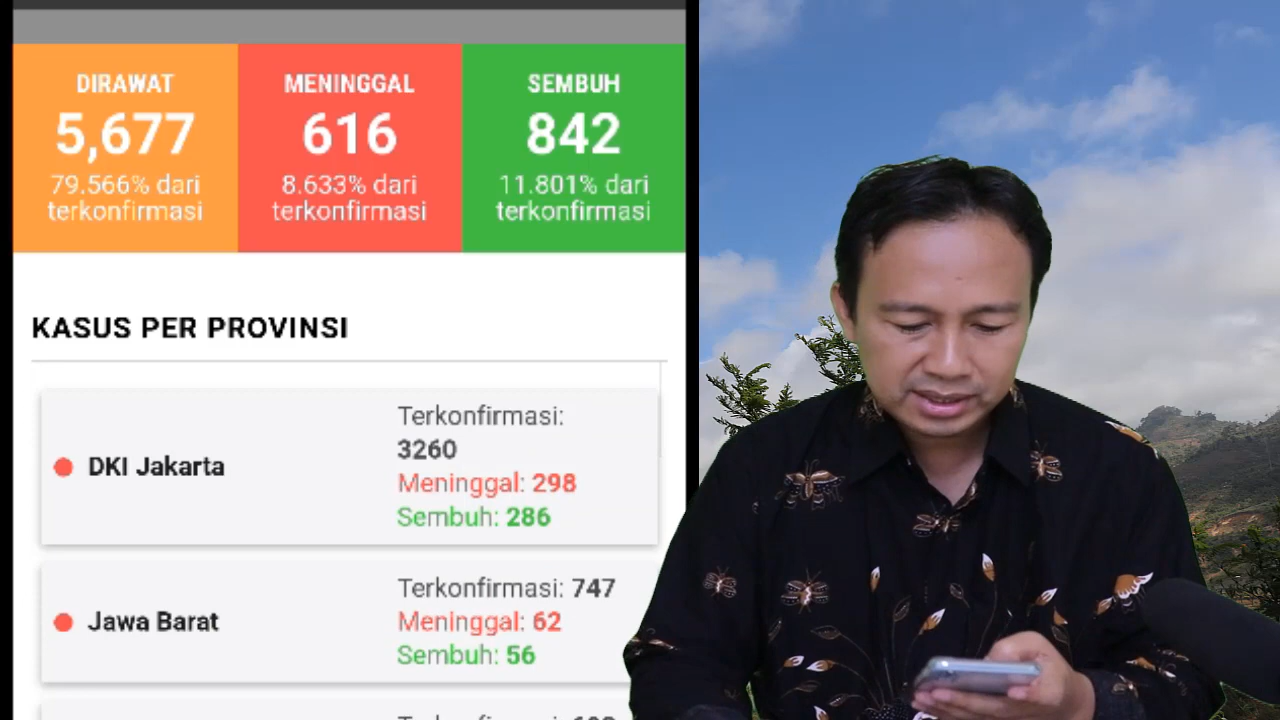 DIRAWAT
5,677
79.566% dari
terkonfirmasi
MENINGGAL
616
8.633% dari
terkonfirmasi
SEMBUH
842
11.801% dari
terkonfirmasi
KASUS PER PROVINSI
DKI Jakarta
Terkonfirmasi:
3260
Meninggal: 298
Sembuh: 286
Jawa Barat
Terkonfirmasi: 747
Meninggal: 62
Sembuh: 56